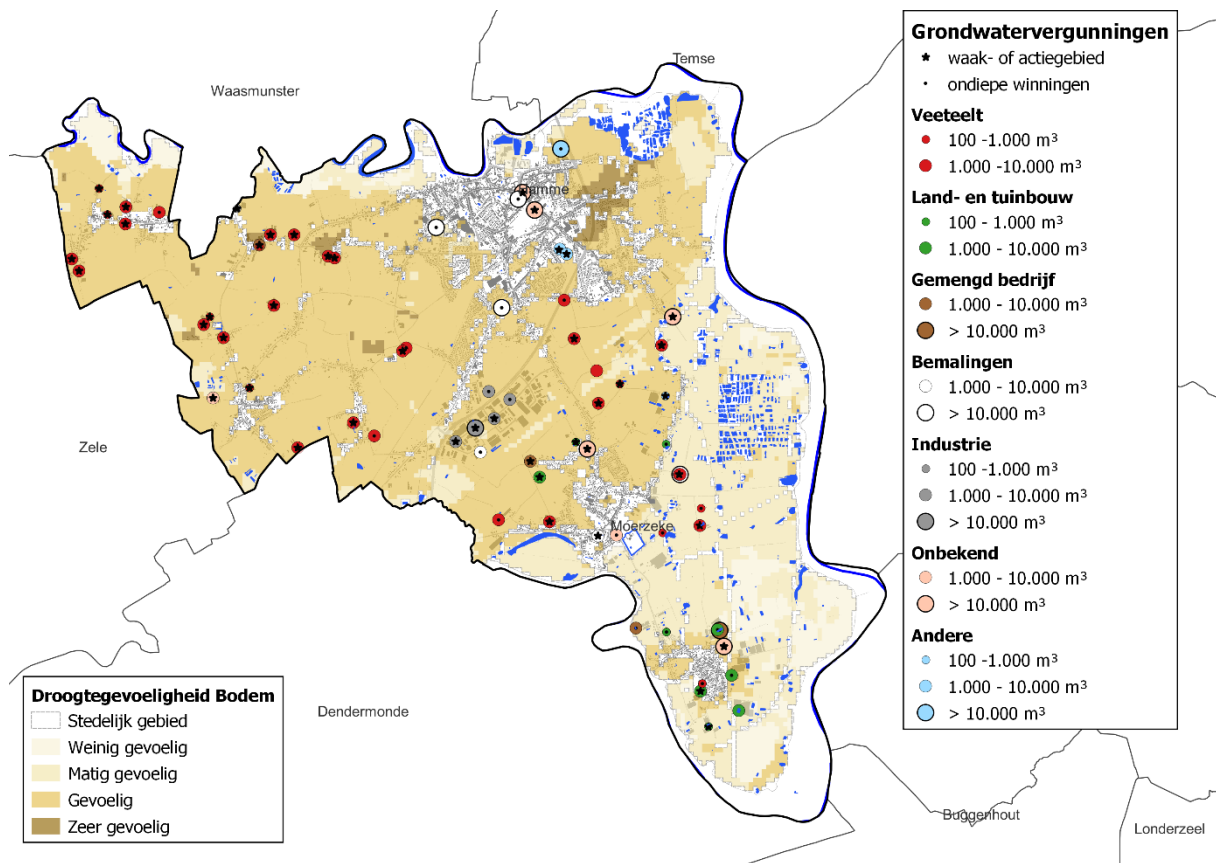 Temse
Waasmunster
Hamme
Zele
Moerzeke
Dendermonde
Buggenhout
Londerzeel
Grondwatervergunningen
waak- of actiegebied
ondiepe winningen
Veeteelt
100 -1.000 m³
1.000 -10.000 m³
Land- en tuinbouw
100 - 1.000 m³
1.000 - 10.000 m³
Gemengd bedrijf
1.000 - 10.000 m³
> 10.000 m³
Bemalingen
1.000 - 10.000 m³
> 10.000 m³
Industrie
100 -1.000 m³
1.000 - 10.000 m³
> 10.000 m³
Onbekend
1.000 - 10.000 m³
> 10.000 m³
Andere
100 -1.000 m³
1.000 - 10.000 m³
> 10.000 m³
Droogtegevoeligheid Bodem
Stedelijk gebied
Weinig gevoelig
Matig gevoelig
Gevoelig
Zeer gevoelig